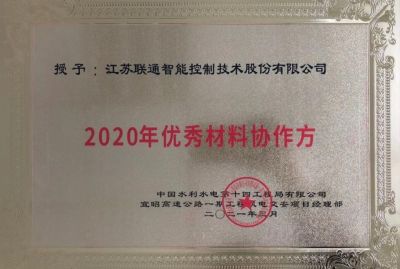 授予：江苏联通智能控制技术股份有限公司
2020年优秀材料协作方
中国水利水电第十四工程局有限公司
宜昭高速公路一期工程机电交安项目经理部
二〇二一年三月